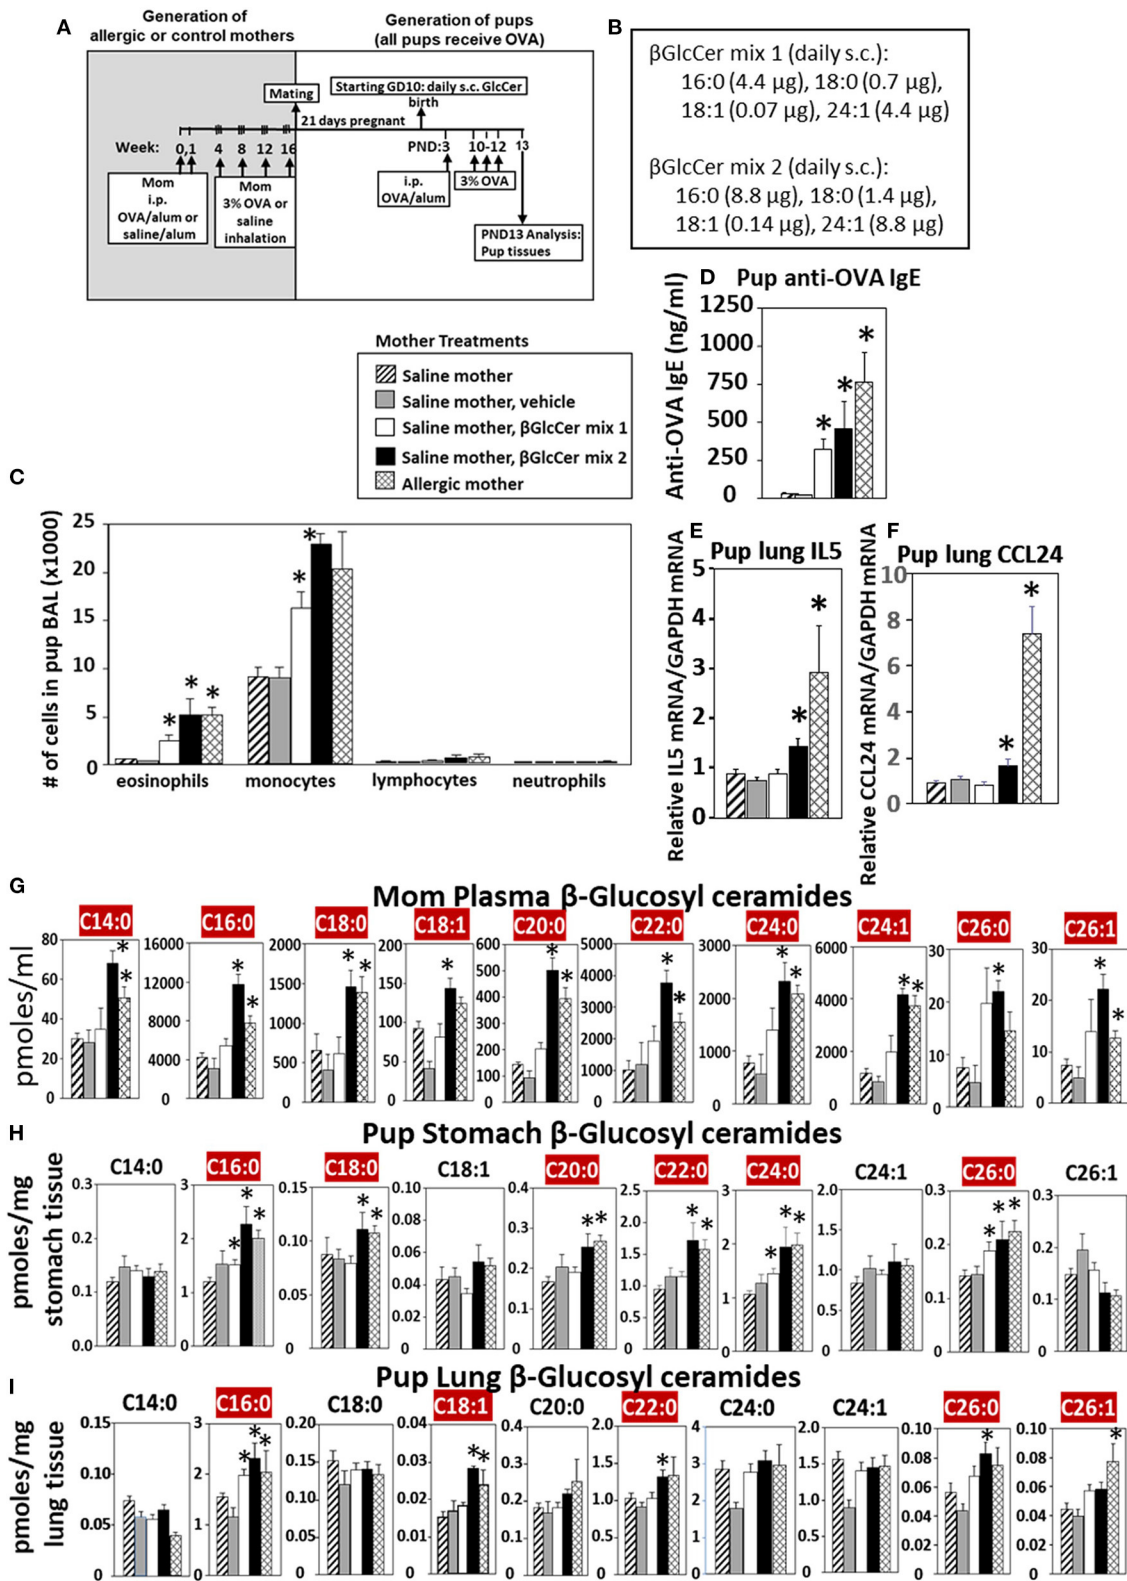 A
Generation of
allergic or control mothers
Generation of pups
(all pups receive OVA)
Mating
Starting GD10: daily s.c. GlcCer
birth
21 days pregnant
Week: 0,1 4 8 12 16
PND:3 10-12 13
Mom
i.p.
OVA/alum or
saline/alum
Mom
3% OVA or
saline
inhalation
i.p.
OVA/alum
3% OVA
PND13 Analysis:
Pup tissues
B
βGlcCer mix 1 (daily s.c.):
16:0 (4.4 µg), 18:0 (0.7 µg),
18:1 (0.07 µg), 24:1 (4.4 µg)
βGlcCer mix 2 (daily s.c.):
16:0 (8.8 µg), 18:0 (1.4 µg),
18:1 (0.14 µg), 24:1 (8.8 µg)
Mother Treatments
Saline mother
Saline mother, vehicle
Saline mother, βGlcCer mix 1
Saline mother, βGlcCer mix 2
Allergic mother
C
# of cells in pup BAL (x1000)
25
20
15
10
5
0
* * * * *
eosinophils monocytes lymphocytes neutrophils
D Pup anti-OVA IgE
Anti-OVA IgE (ng/ml)
1250
1000
750
500
250
0
* * *
E
Pup lung IL5
Relative IL5 mRNA/GAPDH mRNA
5
4
3
2
1
0
* *
F
Pup lung CCL24
Relative CCL24 mRNA/GAPDH mRNA
10
8
6
4
2
0
* *
G
Mom Plasma β-Glucosyl ceramides
C14:0 C16:0 C18:0 C18:1 C20:0 C22:0 C24:0 C24:1 C26:0 C26:1
pmoles/ml
80
60
40
20
0
* *
16000
12000
8000
4000
0
* *
2000
1500
1000
500
0
* *
200
150
100
50
0
*
600
500
400
300
200
100
0
* *
5000
4000
3000
2000
1000
0
* *
3000
2000
1000
0
* *
6000
4000
2000
0
* *
30
20
10
0
*
30
20
10
0
* *
H
Pup Stomach β-Glucosyl ceramides
C14:0 C16:0 C18:0 C18:1 C20:0 C22:0 C24:0 C24:1 C26:0 C26:1
pmoles/mg
stomach tissue
0.3
0.2
0.1
0.0
3
2
1
0
* * *
0.15
0.10
0.05
0
* *
0.10
0.08
0.06
0.04
0.02
0
0.4
0.3
0.2
0.1
0
* *
2.5
2.0
1.5
1.0
0.5
0
* *
3
2
1
0
* * *
2.0
1.5
1.0
0.5
0
0.3
0.2
0.1
0
* * *
0.3
0.2
0.1
0
I
Pup Lung β-Glucosyl ceramides
C14:0 C16:0 C18:0 C18:1 C20:0 C22:0 C24:0 C24:1 C26:0 C26:1
pmoles/mg
lung tissue
0.15
0.10
0.05
0
3
2
1
0
* * *
0.20
0.15
0.10
0.05
0
0.04
0.03
0.02
0.01
0
* *
0.4
0.3
0.2
0.1
0
2.0
1.5
1.0
0.5
0
*
4
3
2
1
0
2.0
1.5
1.0
0.5
0
0.10
0.08
0.06
0.04
0.02
0.00
*
0.10
0.08
0.06
0.04
0.02
0
*